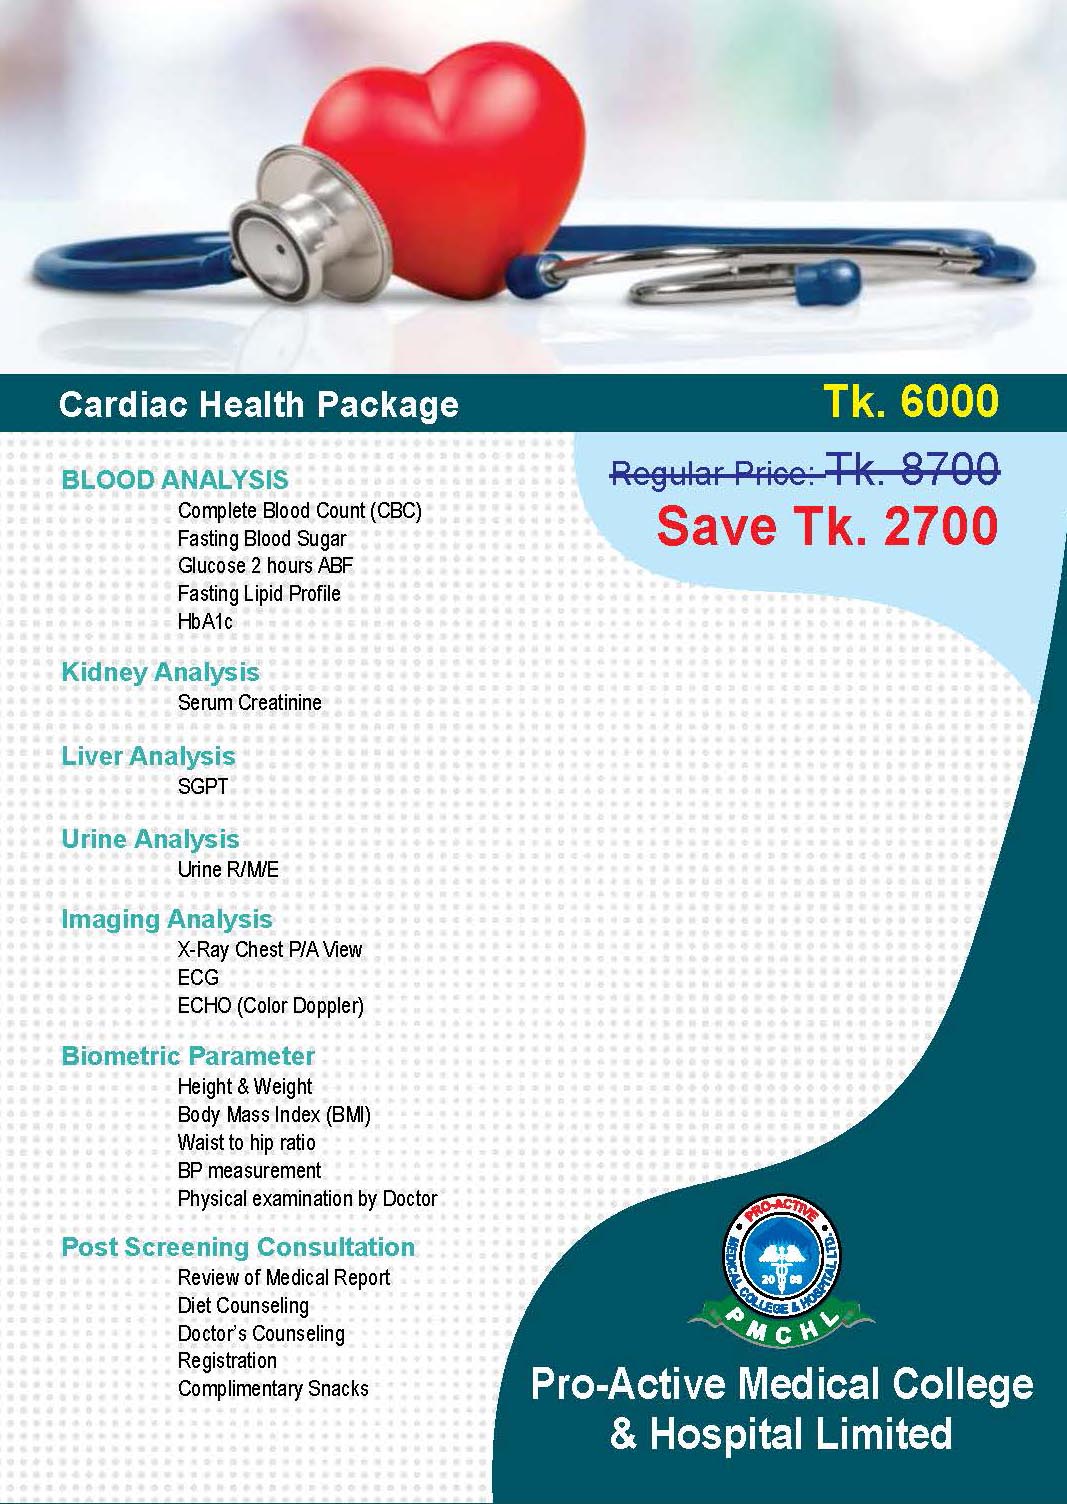 Cardiac Health Package
Tk. 6000
Regular Price: Tk. 8700
Save Tk. 2700
BLOOD ANALYSIS
Complete Blood Count (CBC)
Fasting Blood Sugar
Glucose 2 hours ABF
Fasting Lipid Profile
HbA1c
Kidney Analysis
Serum Creatinine
Liver Analysis
SGPT
Urine Analysis
Urine R/M/E
Imaging Analysis
X-Ray Chest P/A View
ECG
ECHO (Color Doppler)
Biometric Parameter
Height & Weight
Body Mass Index (BMI)
Waist to hip ratio
BP measurement
Physical examination by Doctor
Post Screening Consultation
Review of Medical Report
Diet Counseling
Doctor's Counseling
Registration
Complimentary Snacks
PRO-ACTIVE
MEDICAL COLLEGE & HOSPITAL LTD.
PMCHL
Pro-Active Medical College
& Hospital Limited